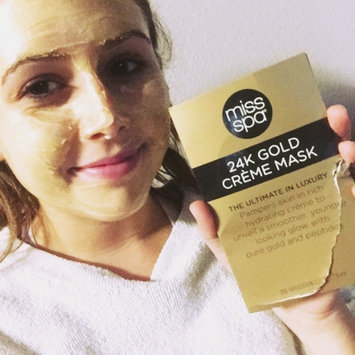 miss
spa
24K GOLD
CRÈME MASK
THE ULTIMATE IN LUXURY
Pampers skin in rich
hydrating crème to
unveil a smoother, younger
looking glow with
pure gold and peptides